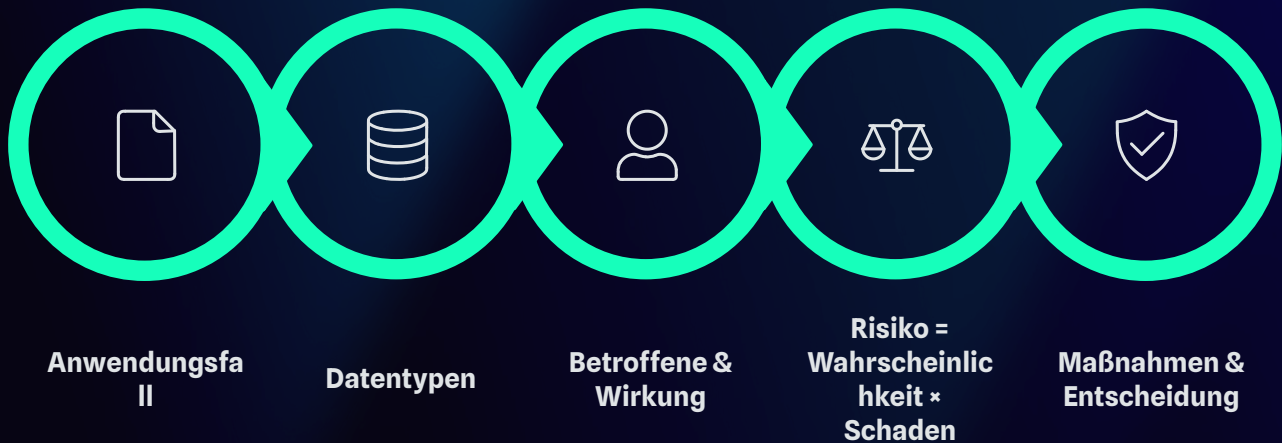 Anwendungsfa
ll
Datentypen
Betroffene &
Wirkung
Risiko =
Wahrscheinlic
hkeit ×
Schaden
Maßnahmen &
Entscheidung